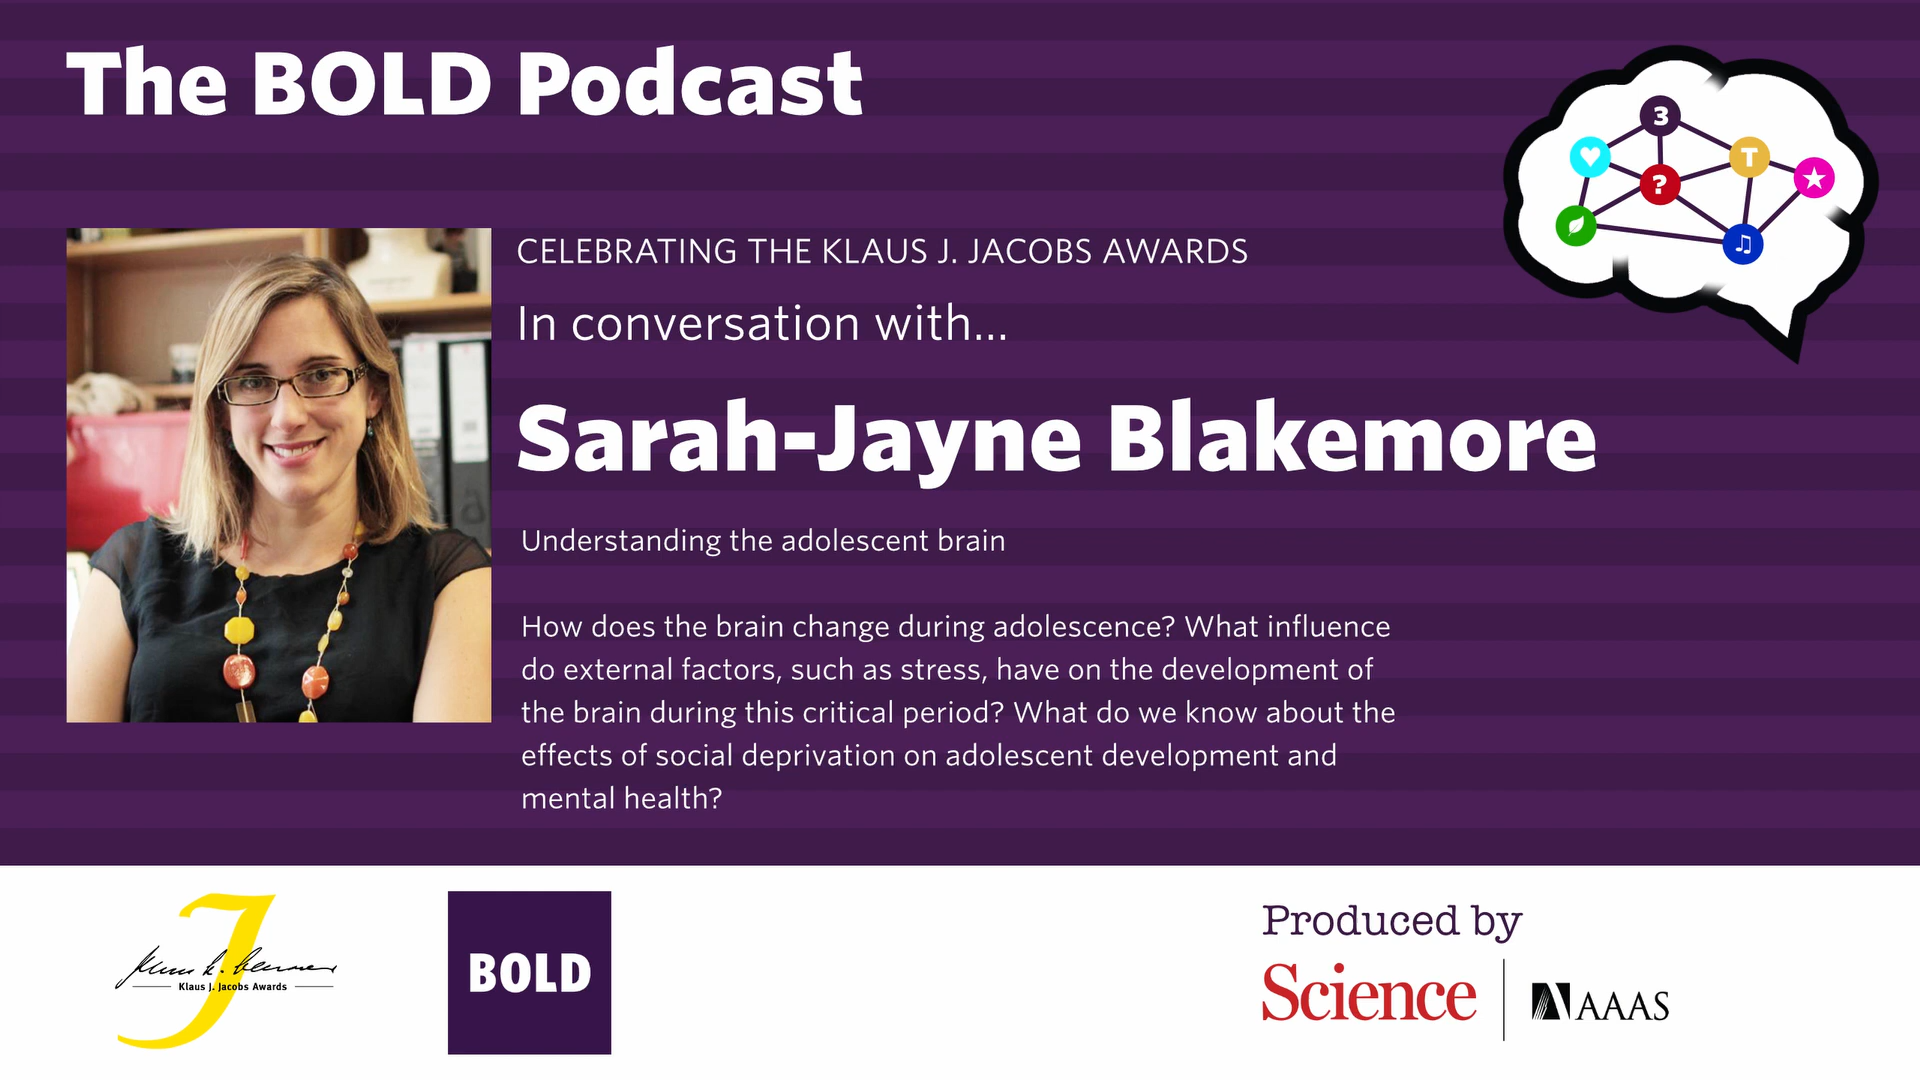 The BOLD Podcast
3
T
?
CELEBRATING THE KLAUS J. JACOBS AWARDS
In conversation with...
Sarah-Jayne Blakemore
Understanding the adolescent brain
How does the brain change during adolescence? What influence
do external factors, such as stress, have on the development of
the brain during this critical period? What do we know about the
effects of social deprivation on adolescent development and
mental health?
J
Klaus J. Jacobs Awards
BOLD
Produced by
Science
AAAS